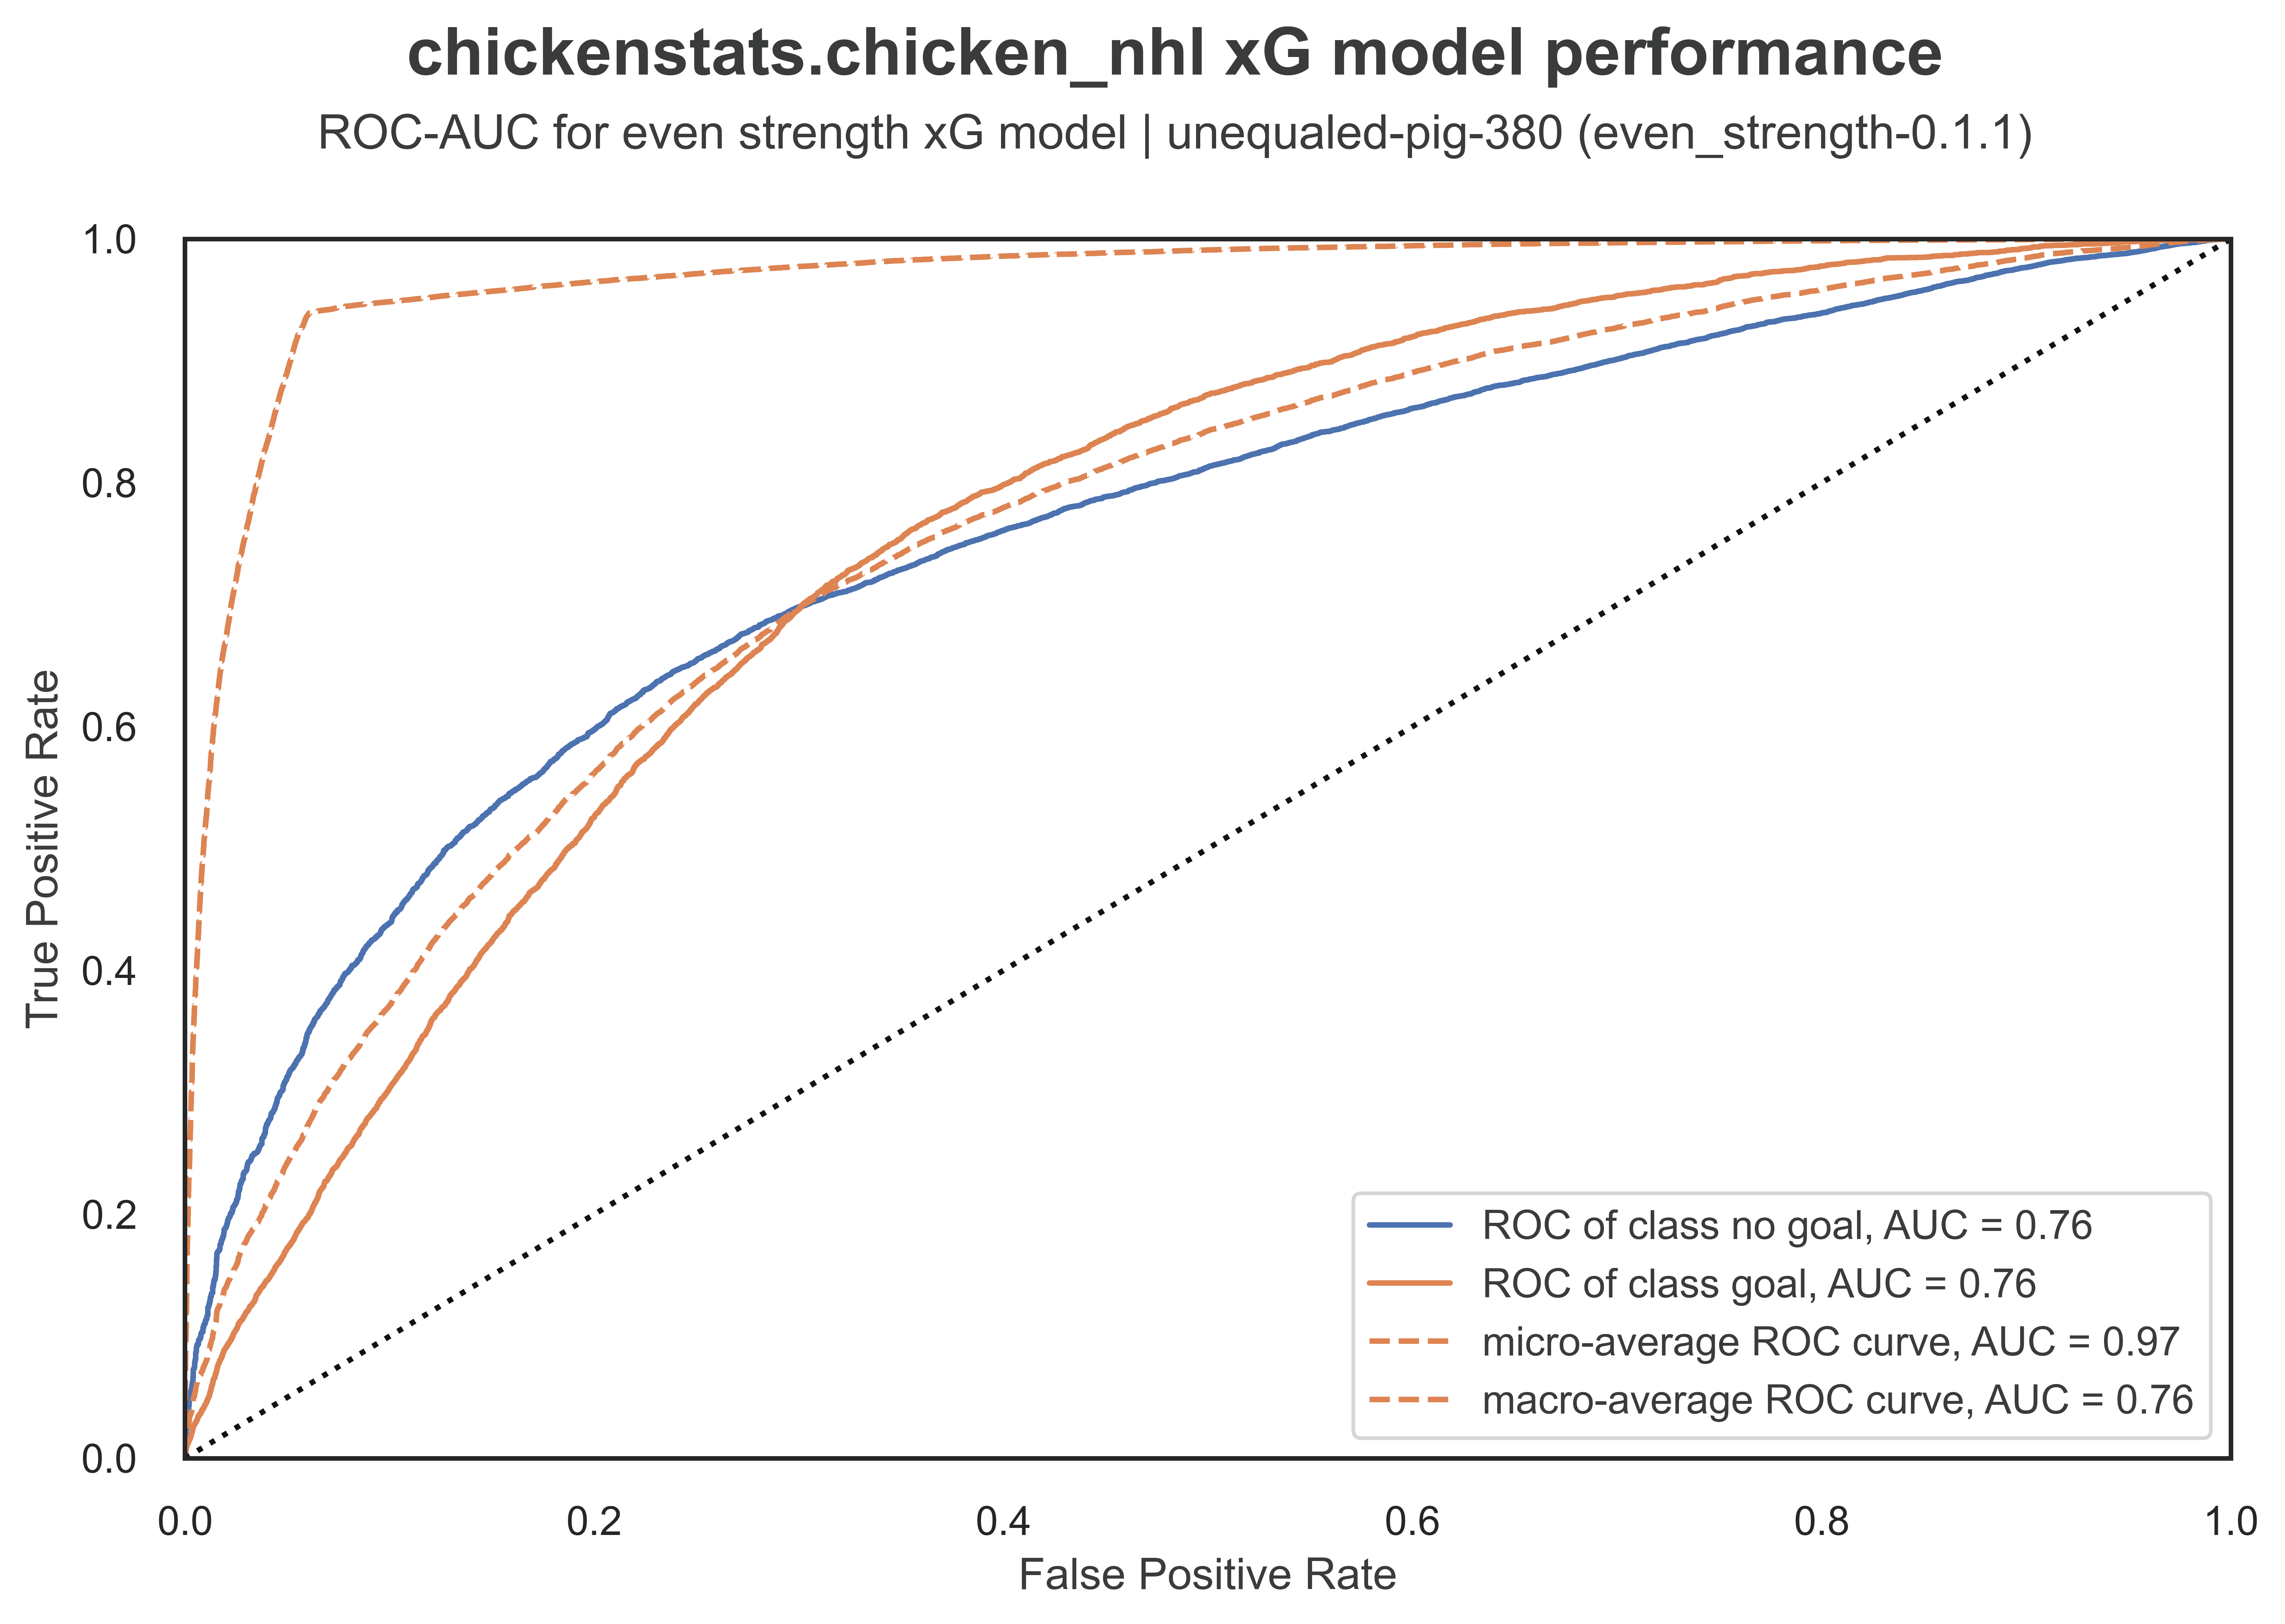 chickenstats.chicken_nhl xG model performance
ROC-AUC for even strength xG model | unequaled-pig-380 (even_strength-0.1.1)
1.0
0.8
0.6
0.4
0.2
0.0
True Positive Rate
ROC of class no goal, AUC = 0.76
ROC of class goal, AUC = 0.76
micro-average ROC curve, AUC = 0.97
macro-average ROC curve, AUC = 0.76
0.0 0.2 0.4 0.6 0.8 1.0
False Positive Rate